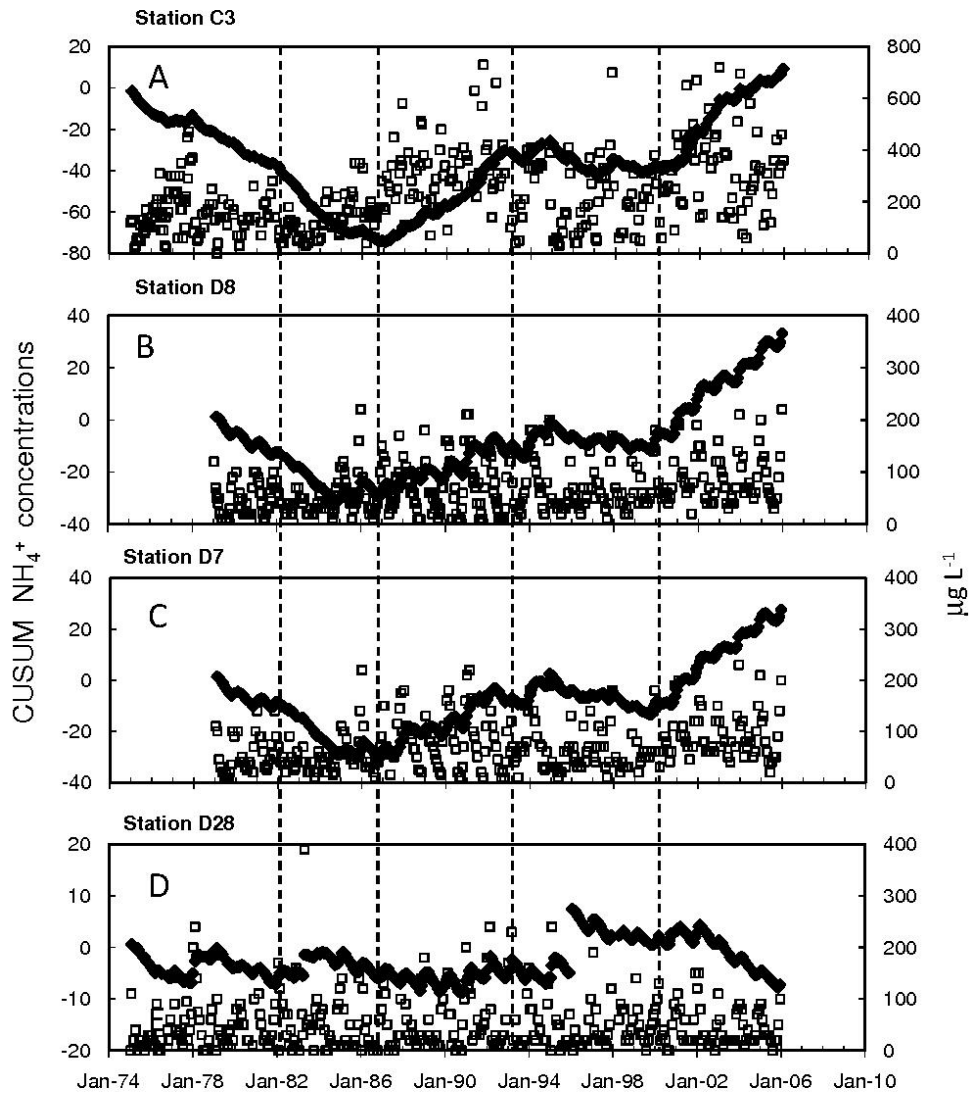 Station C3
20 800
A
0
600
-20
-40 400
-60 200
-80 0
Station D8
40 400
B
20 300
0 200
-20 100
-40 0
Station D7
40 400
C
20 300
0 200
-20 100
-40 0
Station D28
20 400
D
10 300
0 200
-10 100
-20 0
Jan-74 Jan-78 Jan-82 Jan-86 Jan-90 Jan-94 Jan-98 Jan-02 Jan-06 Jan-10
CUSUM NH₄⁺ concentrations
µg L⁻¹